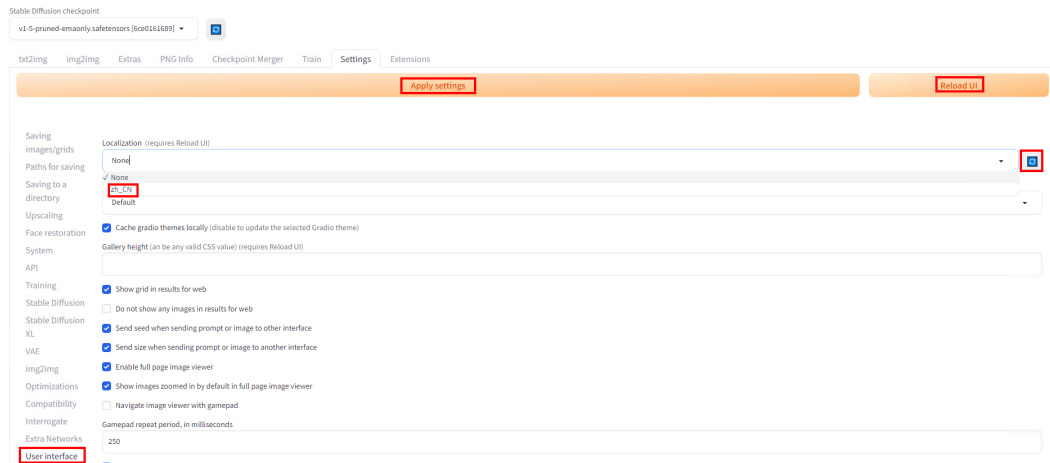 Stable Diffusion checkpoint
v1-5-pruned-emaonly.safetensors [6ce0161689]
txt2img img2img Extras PNG Info Checkpoint Merger Train Settings Extensions
Apply settings Reload UI
Saving images/grids
Paths for saving
Saving to a directory
Upscaling
Face restoration
System
API
Training
Stable Diffusion
Stable Diffusion XL
VAE
img2img
Optimizations
Compatibility
Interrogate
Extra Networks
User interface
Localization (requires Reload UI)
None
✓ None
zh_CN
Default
Cache gradio themes locally (disable to update the selected Gradio theme)
Gallery height (an be any valid CSS value) (requires Reload UI)
Show grid in results for web
Do not show any images in results for web
Send seed when sending prompt or image to other interface
Send size when sending prompt or image to another interface
Enable full page image viewer
Show images zoomed in by default in full page image viewer
Navigate image viewer with gamepad
Gamepad repeat period, in milliseconds
250